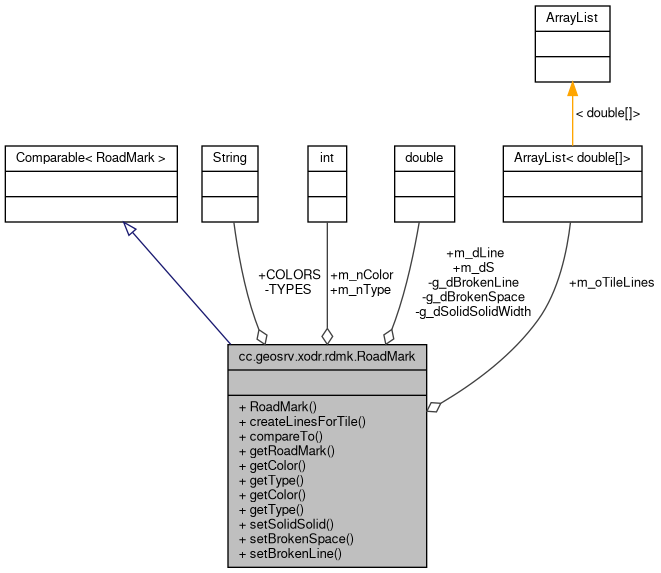 ArrayList
< double[]>
Comparable< RoadMark >
String
int
double
ArrayList< double[]>
+COLORS
-TYPES
+m_nColor
+m_nType
+m_dLine
+m_dS
-g_dBrokenLine
-g_dBrokenSpace
-g_dSolidSolidWidth
+m_oTileLines
cc.geosrv.xodr.rdmk.RoadMark
+ RoadMark()
+ createLinesForTile()
+ compareTo()
+ getRoadMark()
+ getColor()
+ getType()
+ getColor()
+ getType()
+ setSolidSolid()
+ setBrokenSpace()
+ setBrokenLine()